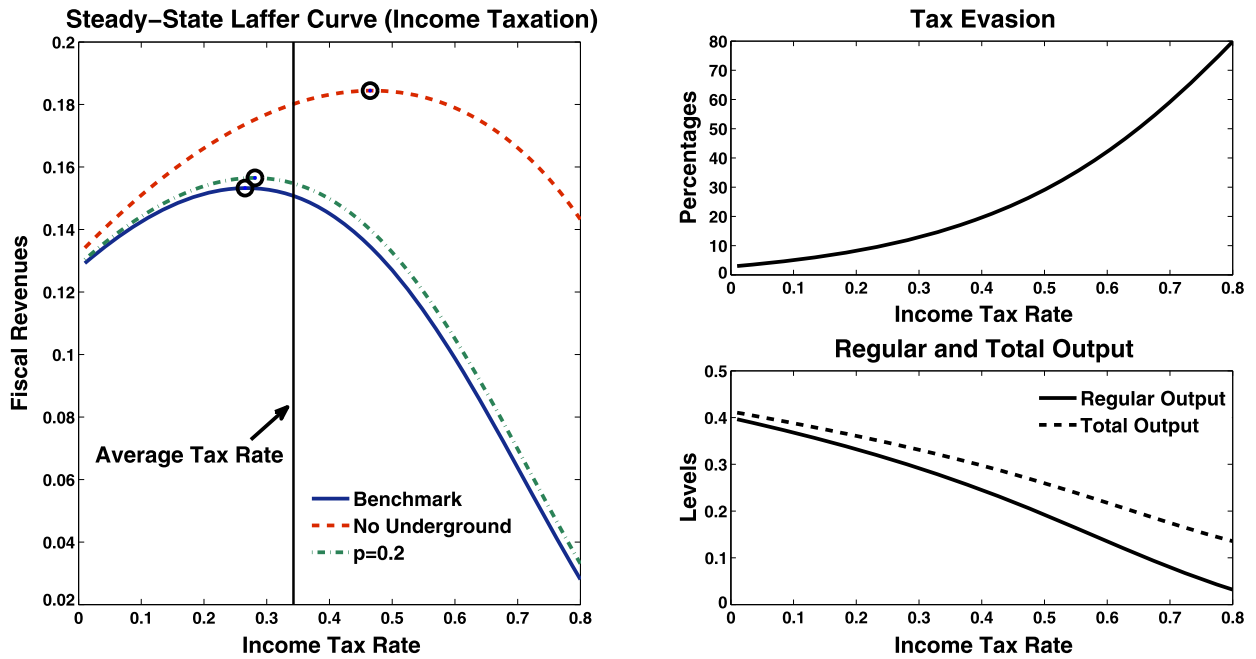 Steady−State Laffer Curve (Income Taxation)
0.2
0.18
0.16
0.14
0.12
0.1
0.08
0.06
0.04
0.02
Fiscal Revenues
Average Tax Rate
Benchmark
No Underground
p=0.2
0 0.1 0.2 0.3 0.4 0.5 0.6 0.7 0.8
Income Tax Rate
Tax Evasion
80
70
60
50
40
30
20
10
0
Percentages
0 0.1 0.2 0.3 0.4 0.5 0.6 0.7 0.8
Income Tax Rate
Regular and Total Output
0.5
0.4
0.3
0.2
0.1
0
Levels
Regular Output
Total Output
0 0.1 0.2 0.3 0.4 0.5 0.6 0.7 0.8
Income Tax Rate